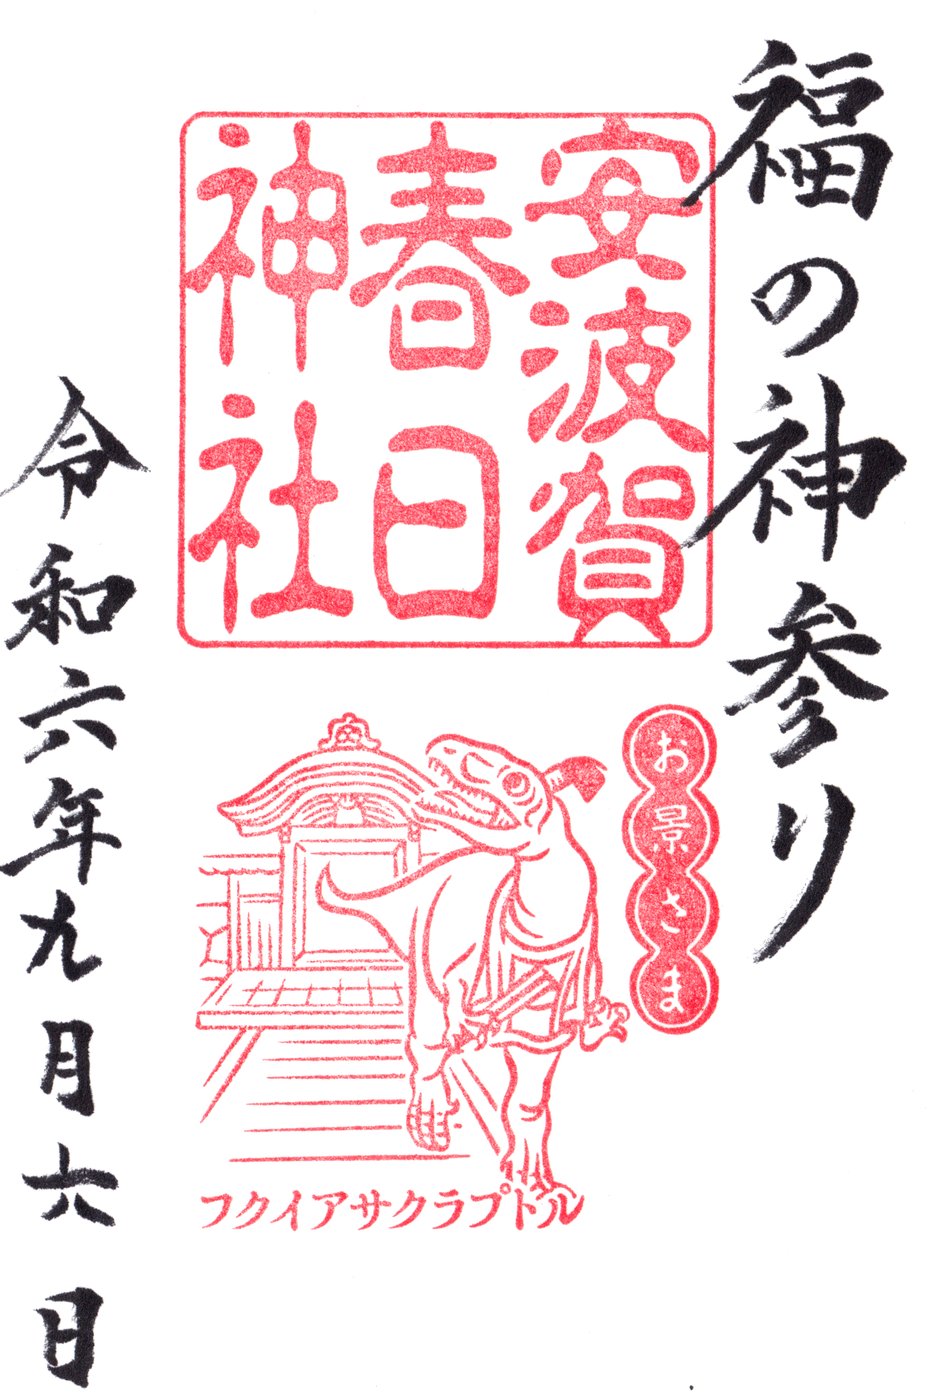 福の神参り
安波賀
春日
神社
お景さま
フクイアサクラプトル
令和六年九月六日